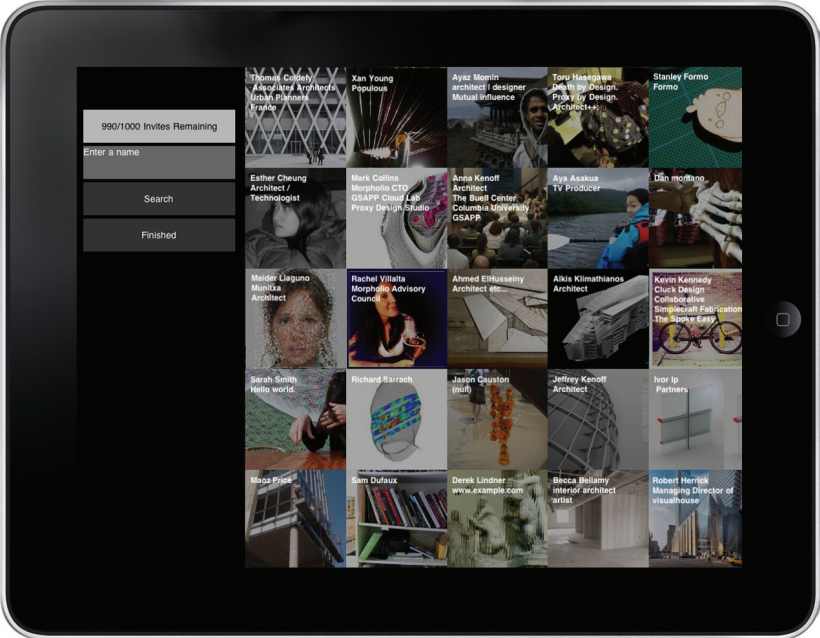 990/1000 Invites Remaining
Enter a name
Search
Finished
Thomas Coldefy
Associates Architects
Urban Planners
France
Xan Young
Populous
Ayaz Momin
architect | designer
Mutual influence
Toru Hasegawa
Death by Design.
Proxy by Design.
Architect++;
Stanley Formo
Formo
Esther Cheung
Architect /
Technologist
Mark Collins
Morpholio CTO
GSAPP Cloud Lab
Proxy Design Studio
Anna Kenoff
Architect
The Buell Center
Columbia University
GSAPP
Aya Asakua
TV Producer
Dan montano
Maider Llaguno
Munitxa
Architect
Rachel Villalta
Morpholio Advisory
Council
Ahmed ElHusseiny
Architect etc...
Alkis Klimathianos
Architect
Kevin Kennedy
Cluck Design
Collaborative
Simplecraft Fabrication
The Spoke Easy
Sarah Smith
Hello world.
Richard Sarrach
Jason Causton
(null)
Jeffrey Kenoff
Architect
Ivor Ip
Partners
Maoz Price
Sam Dufaux
Derek Lindner
www.example.com
Becca Bellamy
interior architect
artist
Robert Herrick
Managing Director of
visualhouse